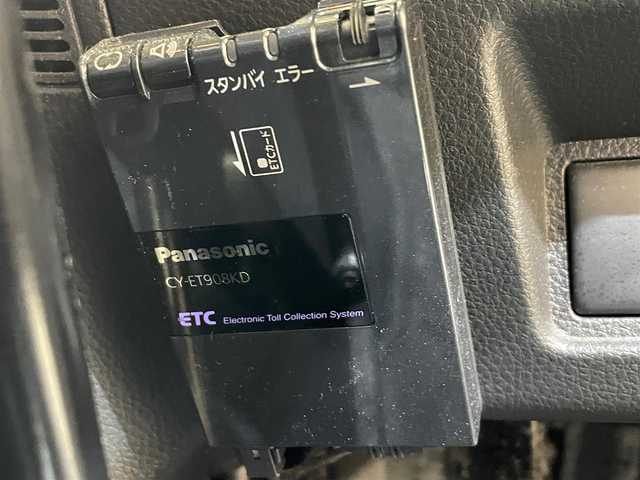 スタンバイ エラー
ETCカード
Panasonic
CY-ET908KD
ETC Electronic Toll Collection System